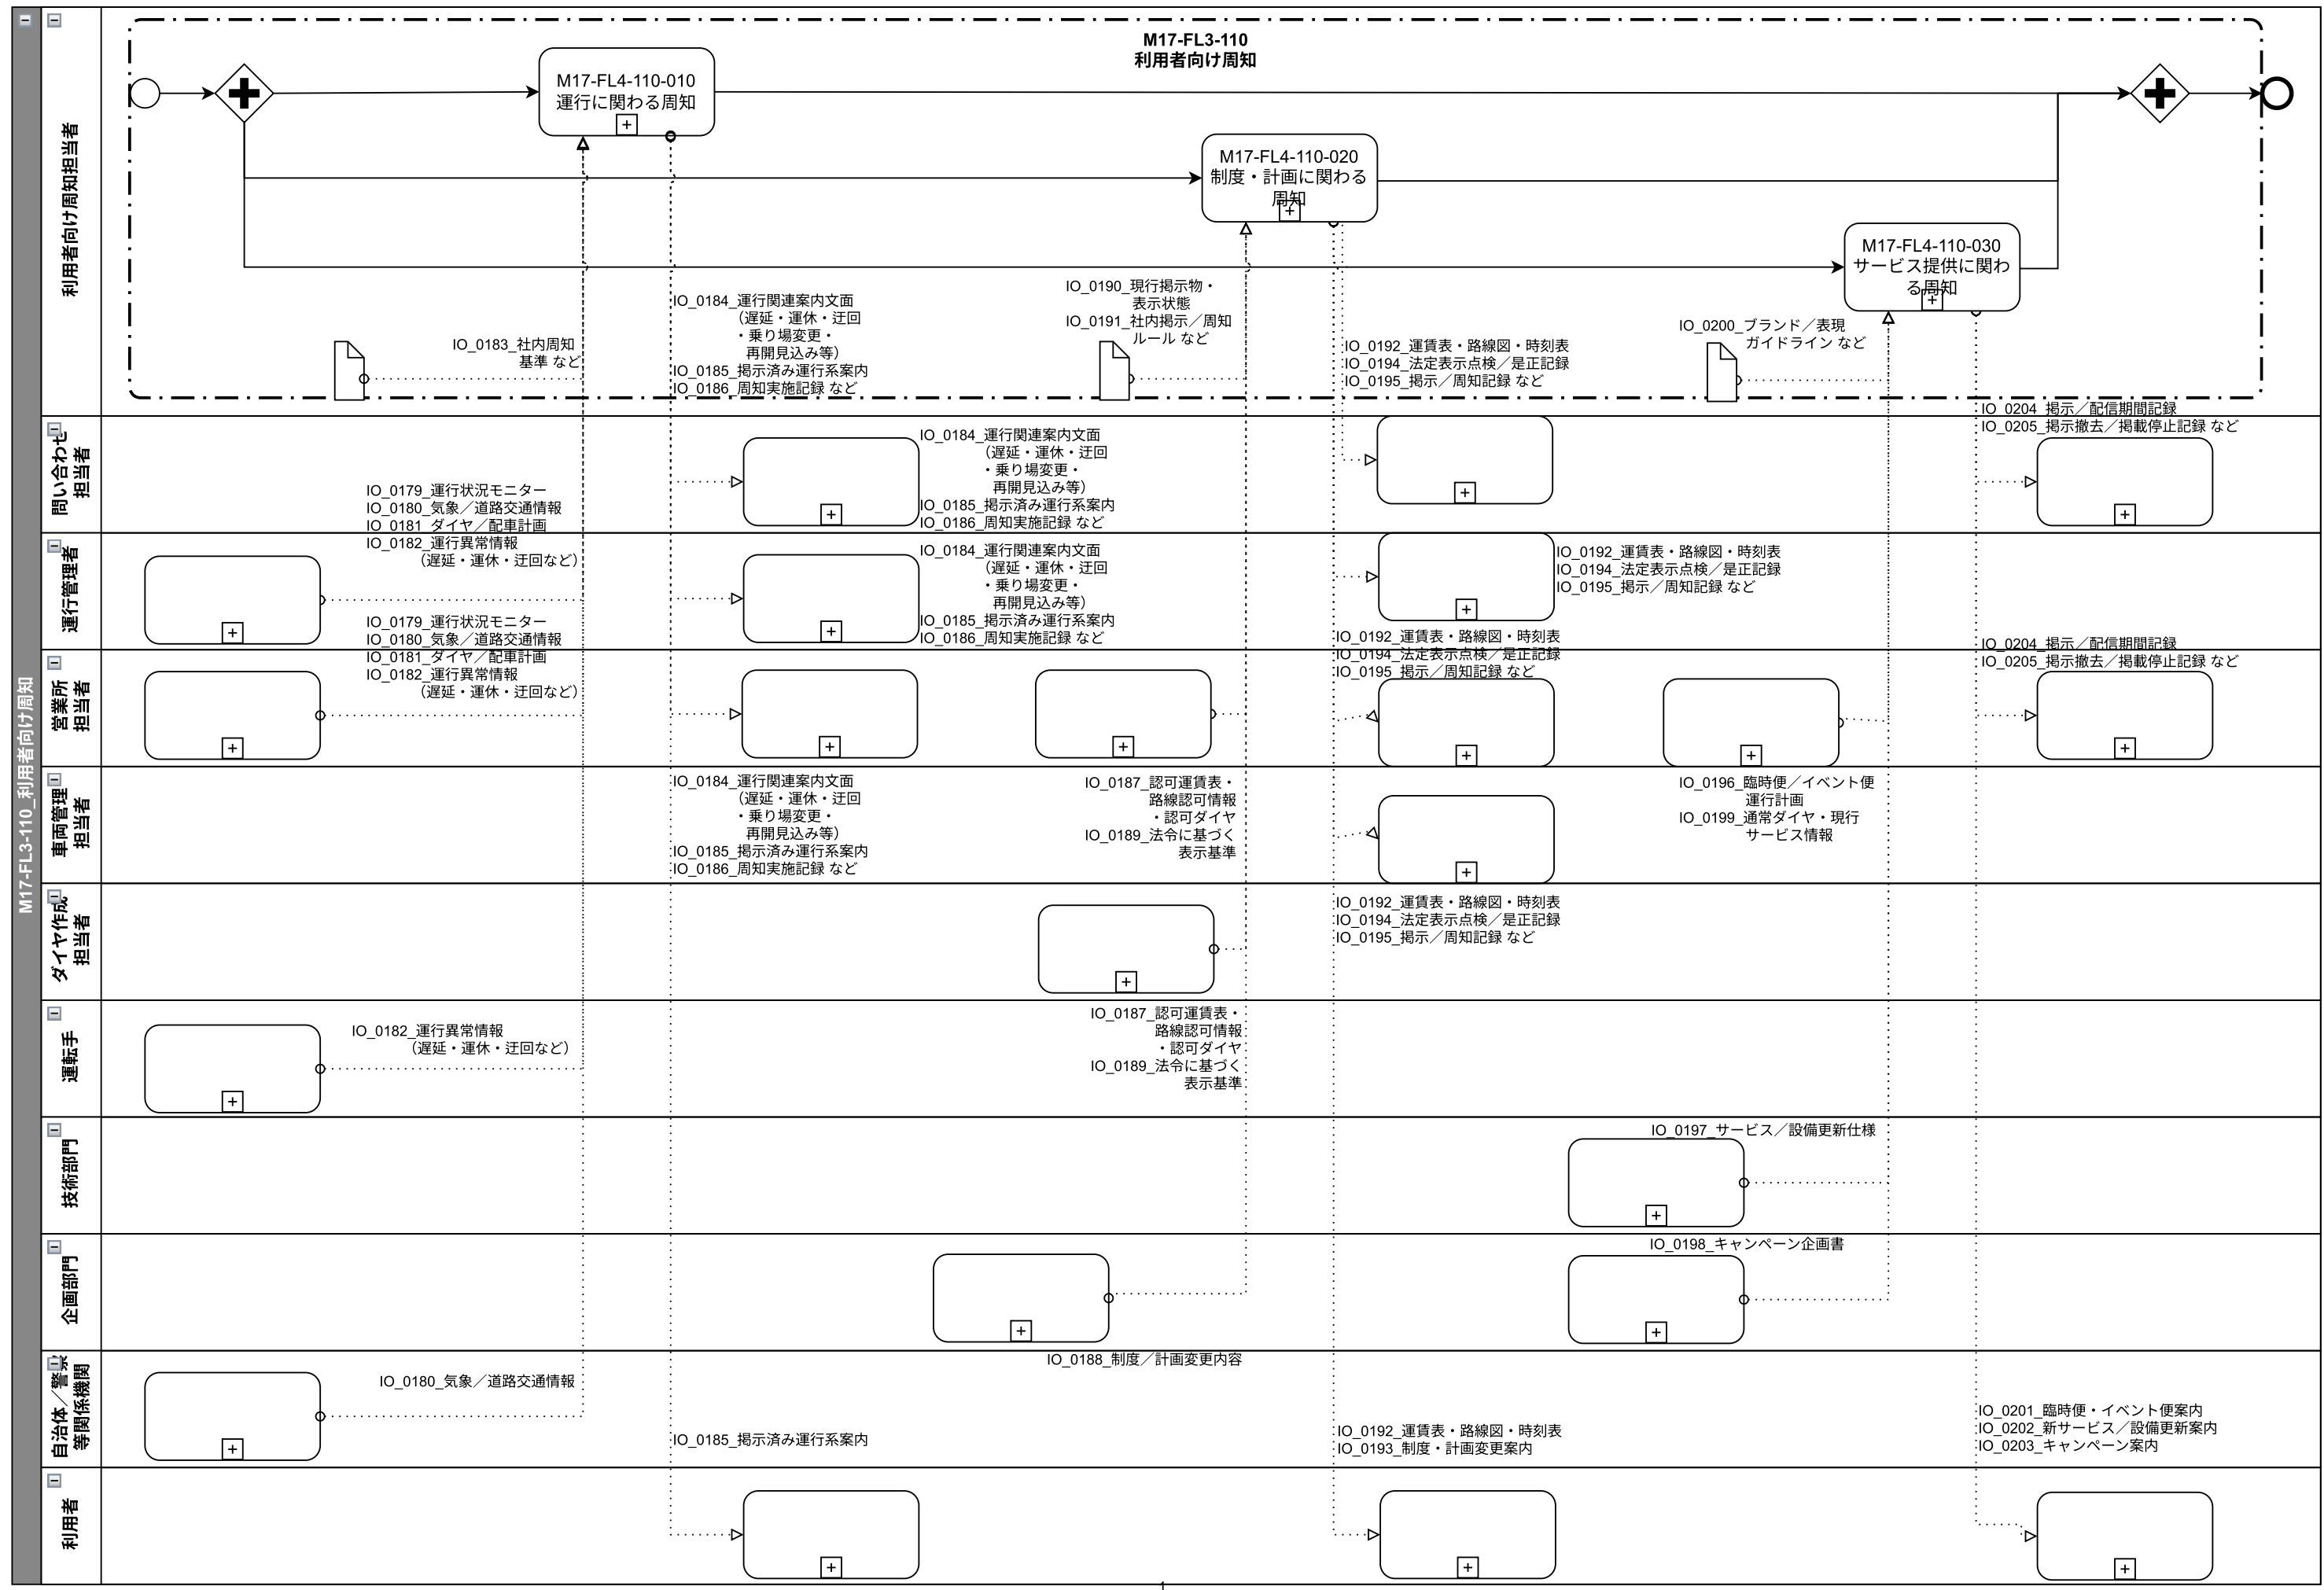 M17-FL3-110_利用者向け周知
利用者向け周知担当者
M17-FL3-110
利用者向け周知
M17-FL4-110-010
運行に関わる周知
M17-FL4-110-020
制度・計画に関わる
周知
M17-FL4-110-030
サービス提供に関わ
る周知
IO_0183_社内周知
基準 など
IO_0184_運行関連案内文面
（遅延・運休・迂回
・乗り場変更・
再開見込み等）
IO_0185_掲示済み運行系案内
IO_0186_周知実施記録 など
IO_0190_現行掲示物・
表示状態
IO_0191_社内掲示／周知
ルール など
IO_0192_運賃表・路線図・時刻表
IO_0194_法定表示点検／是正記録
IO_0195_掲示／周知記録 など
IO_0200_ブランド／表現
ガイドライン など
IO_0204_掲示／配信期間記録
IO_0205_掲示撤去／掲載停止記録 など
問い合わせ
担当者
IO_0184_運行関連案内文面
（遅延・運休・迂回
・乗り場変更・
再開見込み等）
IO_0185_掲示済み運行系案内
IO_0186_周知実施記録 など
IO_0179_運行状況モニター
IO_0180_気象／道路交通情報
IO_0181_ダイヤ／配車計画
IO_0182_運行異常情報
（遅延・運休・迂回など）
運行管理者
IO_0184_運行関連案内文面
（遅延・運休・迂回
・乗り場変更・
再開見込み等）
IO_0185_掲示済み運行系案内
IO_0186_周知実施記録 など
IO_0192_運賃表・路線図・時刻表
IO_0194_法定表示点検／是正記録
IO_0195_掲示／周知記録 など
IO_0179_運行状況モニター
IO_0180_気象／道路交通情報
IO_0181_ダイヤ／配車計画
IO_0182_運行異常情報
（遅延・運休・迂回など）
IO_0192_運賃表・路線図・時刻表
IO_0194_法定表示点検／是正記録
IO_0195_掲示／周知記録 など
IO_0204_掲示／配信期間記録
IO_0205_掲示撤去／掲載停止記録 など
営業所
担当者
車両管理
担当者
IO_0184_運行関連案内文面
（遅延・運休・迂回
・乗り場変更・
再開見込み等）
IO_0185_掲示済み運行系案内
IO_0186_周知実施記録 など
IO_0187_認可運賃表・
路線認可情報
・認可ダイヤ
IO_0189_法令に基づく
表示基準
IO_0196_臨時便／イベント便
運行計画
IO_0199_通常ダイヤ・現行
サービス情報
ダイヤ作成
担当者
IO_0192_運賃表・路線図・時刻表
IO_0194_法定表示点検／是正記録
IO_0195_掲示／周知記録 など
運転手
IO_0182_運行異常情報
（遅延・運休・迂回など）
IO_0187_認可運賃表・
路線認可情報
・認可ダイヤ
IO_0189_法令に基づく
表示基準
技術部門
IO_0197_サービス／設備更新仕様
企画部門
IO_0198_キャンペーン企画書
自治体／警察
等関係機関
IO_0188_制度／計画変更内容
IO_0180_気象／道路交通情報
IO_0185_掲示済み運行系案内
IO_0192_運賃表・路線図・時刻表
IO_0193_制度・計画変更案内
IO_0201_臨時便・イベント便案内
IO_0202_新サービス／設備更新案内
IO_0203_キャンペーン案内
利用者